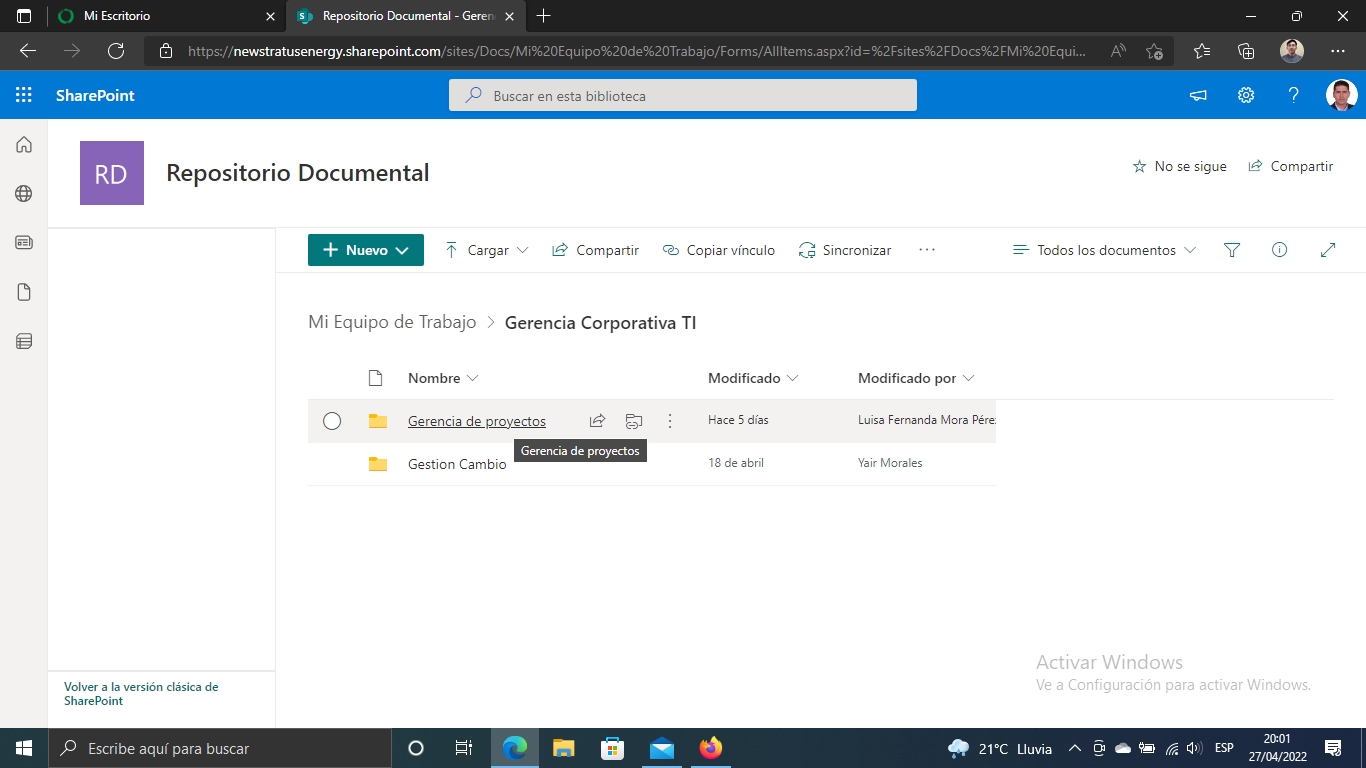 Mi Escritorio
Repositorio Documental - Geren
https://newstratusenergy.sharepoint.com/sites/Docs/Mi%20Equipo%20de%20Trabajo/Forms/AllItems.aspx?id=%2Fsites%2FDocs%2FMi%20Equi...
SharePoint
Buscar en esta biblioteca
RD
Repositorio Documental
No se sigue
Compartir
Nuevo
Cargar
Compartir
Copiar vínculo
Sincronizar
Todos los documentos
Mi Equipo de Trabajo > Gerencia Corporativa TI
Nombre
Modificado
Modificado por
Gerencia de proyectos
Hace 5 días
Luisa Fernanda Mora Pére
Gerencia de proyectos
Gestion Cambio
18 de abril
Yair Morales
Activar Windows
Ve a Configuración para activar Windows.
Volver a la versión clásica de
SharePoint
Escribe aquí para buscar
21°C Lluvia
ESP
20:01
27/04/2022